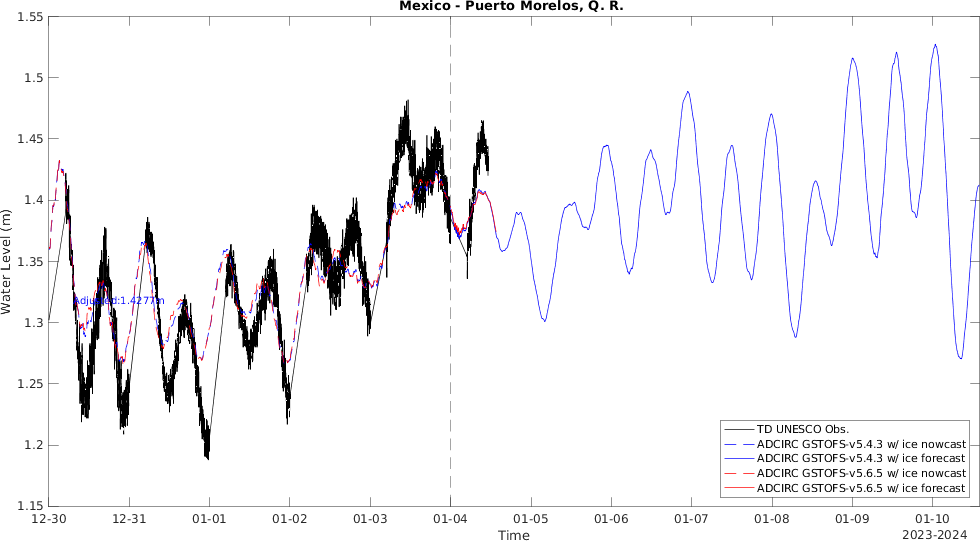 Mexico - Puerto Morelos, Q. R.
1.55
1.5
1.45
1.4
1.35
1.3
1.25
1.2
1.15
Water Level (m)
Adjusted:1.4277m
12-30
12-31
01-01
01-02
01-03
01-04
01-05
01-06
01-07
01-08
01-09
01-10
Time
2023-2024
TD UNESCO Obs.
ADCIRC GSTOFS-v5.4.3 w/ ice nowcast
ADCIRC GSTOFS-v5.4.3 w/ ice forecast
ADCIRC GSTOFS-v5.6.5 w/ ice nowcast
ADCIRC GSTOFS-v5.6.5 w/ ice forecast